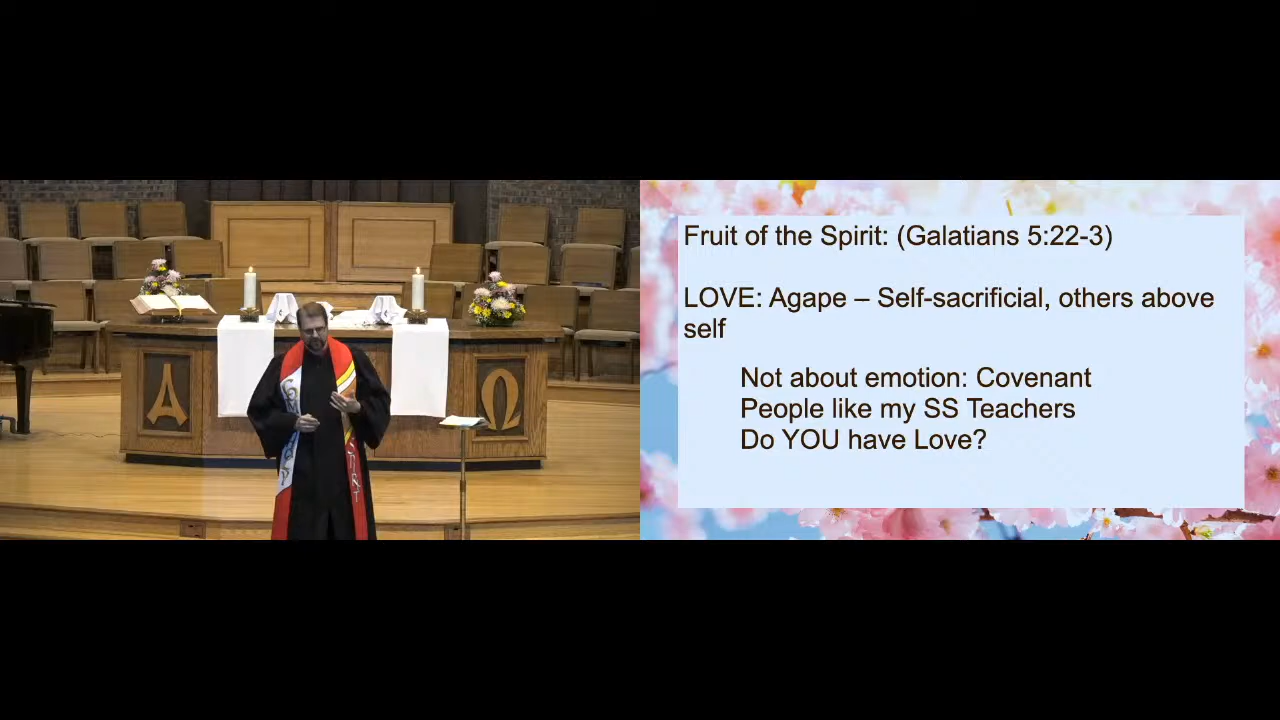 Α
Ω
Fruit of the Spirit: (Galatians 5:22-3)
LOVE: Agape – Self-sacrificial, others above
self
Not about emotion: Covenant
People like my SS Teachers
Do YOU have Love?